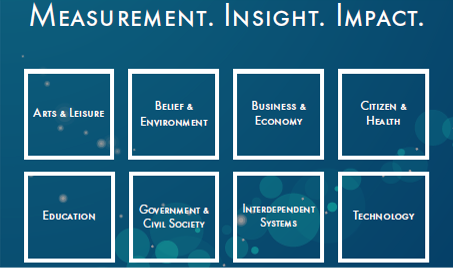 Measurement. Insight. Impact.
Arts & Leisure
Belief &
Environment
Business &
Economy
Citizen &
Health
Education
Government &
Civil Society
Interdependent
Systems
Technology